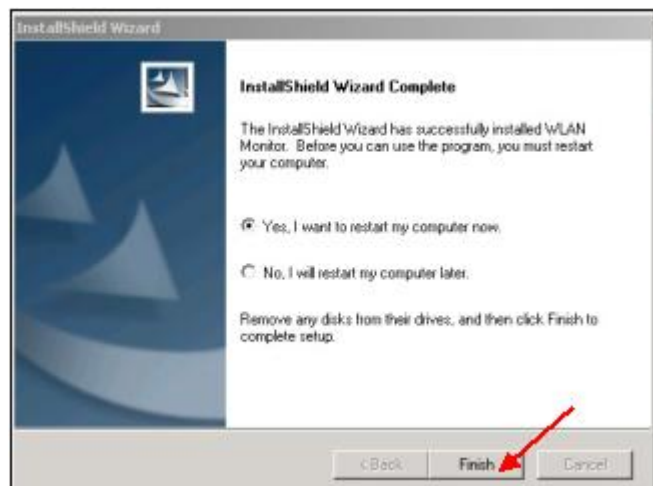 InstallShield Wizard
InstallShield Wizard Complete
The InstallShield Wizard has successfully installed WLAN
Monitor. Before you can use the program, you must restart
your computer.
Yes, I want to restart my computer now.
No, I will restart my computer later.
Remove any disks from their drives, and then click Finish to
complete setup.
< Back
Finish
Cancel